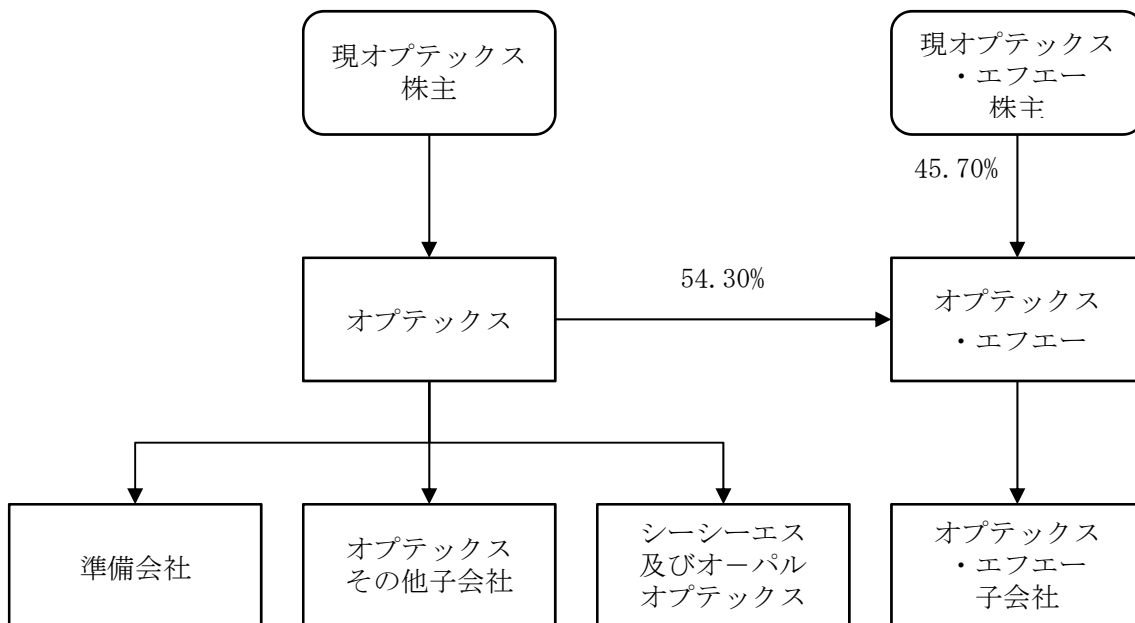 現オプテックス
株主
現オプテックス
・エフエー
株主
45.70%
オプテックス
54.30%
オプテックス
・エフエー
準備会社
オプテックス
その他子会社
シーシーエス
及びオーパル
オプテックス
オプテックス
・エフエー
子会社